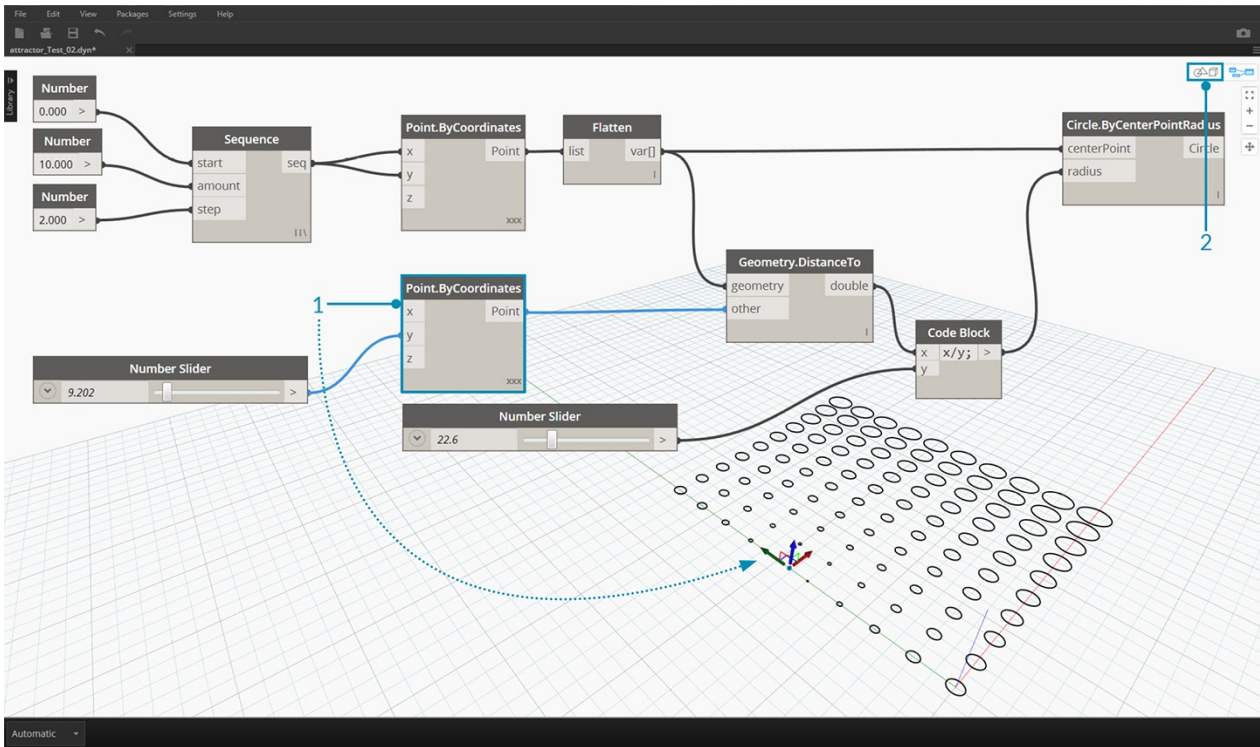 File Edit View Packages Settings Help
attractor_Test_02.dyn*
Library
Number
0.000 >
Number
10.000 >
Number
2.000 >
Sequence
start seq
amount
step
Point.ByCoordinates
x Point
y
z
xxx
Flatten
list var[]
Circle.ByCenterPointRadius
centerPoint Circle
radius
2
Geometry.DistanceTo
geometry double
other
1
Point.ByCoordinates
x Point
y
z
xxx
Code Block
x x/y; >
y
Number Slider
9.202 >
Number Slider
22.6 >
Automatic